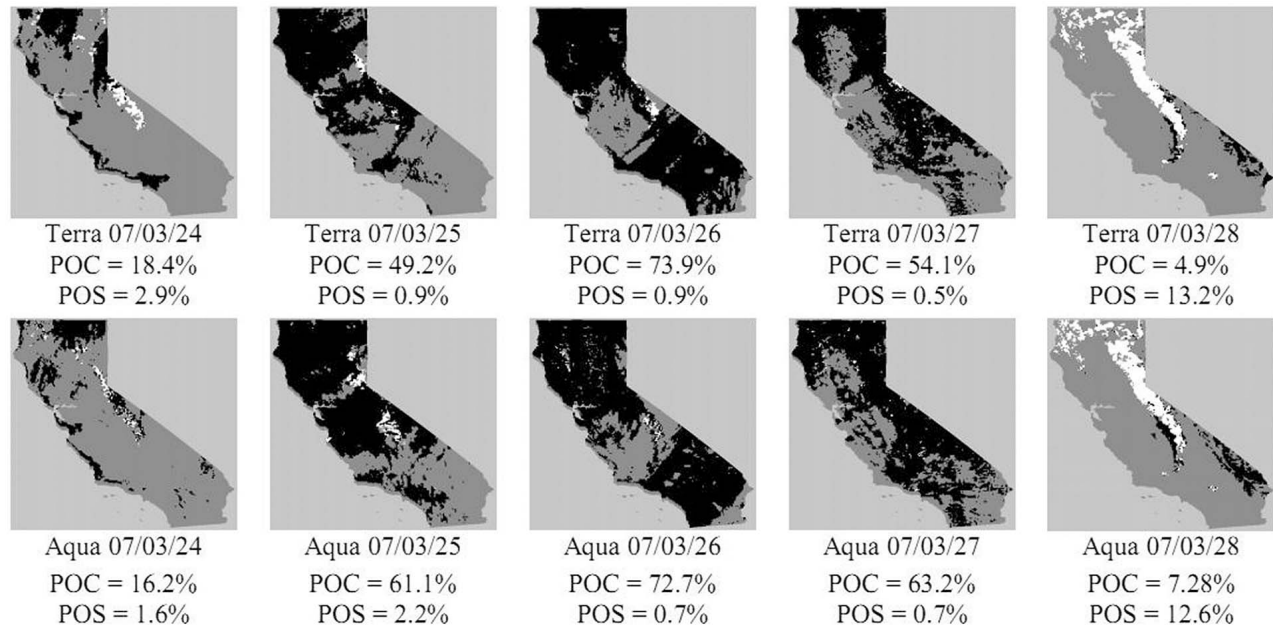 Terra 07/03/24
POC = 18.4%
POS = 2.9%
Terra 07/03/25
POC = 49.2%
POS = 0.9%
Terra 07/03/26
POC = 73.9%
POS = 0.9%
Terra 07/03/27
POC = 54.1%
POS = 0.5%
Terra 07/03/28
POC = 4.9%
POS = 13.2%
Aqua 07/03/24
POC = 16.2%
POS = 1.6%
Aqua 07/03/25
POC = 61.1%
POS = 2.2%
Aqua 07/03/26
POC = 72.7%
POS = 0.7%
Aqua 07/03/27
POC = 63.2%
POS = 0.7%
Aqua 07/03/28
POC = 7.28%
POS = 12.6%